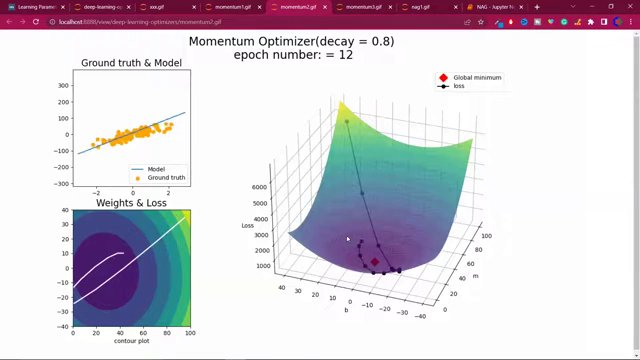 Learning Param
deep-learning-op
xxx.gif
momentum1.gif
momentum2.gif
momentum3.gif
nag1.gif
NAG - Jupyter N
localhost:8888/view/deep-learning-optimizers/momentum2.gif
Momentum Optimizer(decay = 0.8)
epoch number: = 12
Ground truth & Model
300
200
100
0
−100
−200
−300
−2
0
2
Model
Ground truth
Weights & Loss
40
30
20
10
0
−10
−20
−30
−40
0
20
40
60
80
100
contour plot
Global minimum
loss
Loss
6000
5000
4000
3000
2000
1000
40
30
20
10
0
−10
−20
−30
−40
b
0
20
40
60
80
100
m